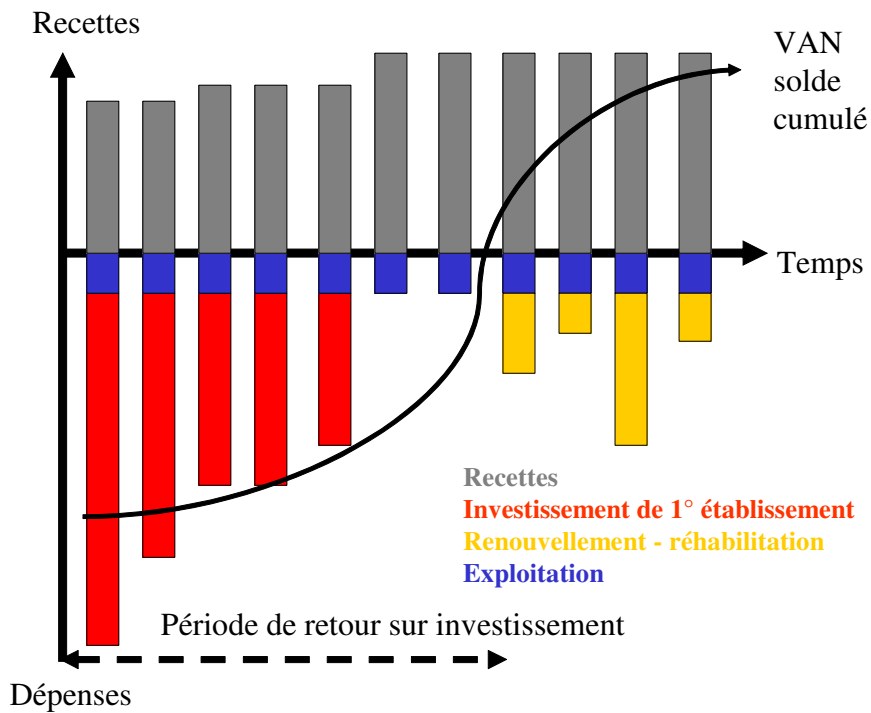 Recettes
VAN
solde
cumulé
Temps
Recettes
Investissement de 1° établissement
Renouvellement - réhabilitation
Exploitation
Période de retour sur investissement
Dépenses